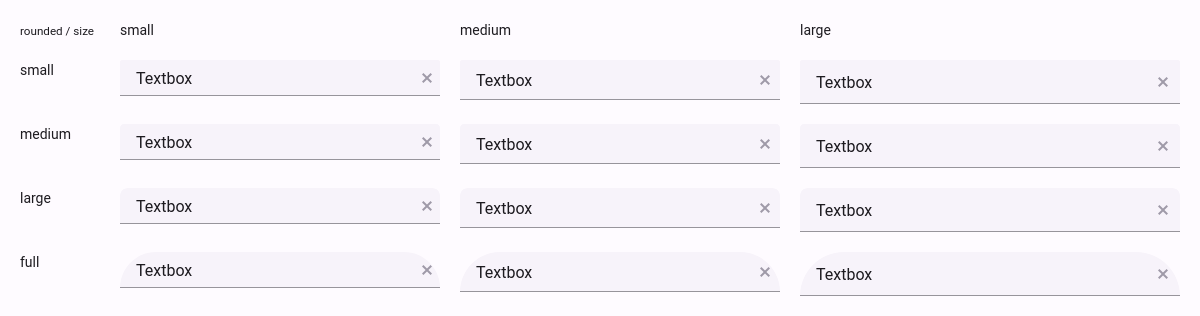 rounded / size small medium large
small Textbox Textbox Textbox
medium Textbox Textbox Textbox
large Textbox Textbox Textbox
full Textbox Textbox Textbox